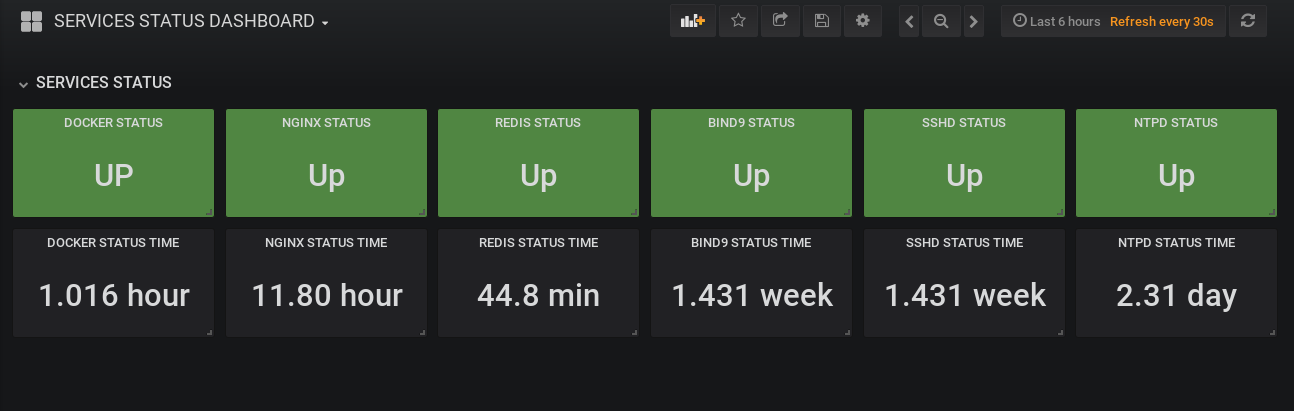 SERVICES STATUS DASHBOARD
Last 6 hours Refresh every 30s
SERVICES STATUS
DOCKER STATUS
UP
NGINX STATUS
Up
REDIS STATUS
Up
BIND9 STATUS
Up
SSHD STATUS
Up
NTPD STATUS
Up
DOCKER STATUS TIME
1.016 hour
NGINX STATUS TIME
11.80 hour
REDIS STATUS TIME
44.8 min
BIND9 STATUS TIME
1.431 week
SSHD STATUS TIME
1.431 week
NTPD STATUS TIME
2.31 day